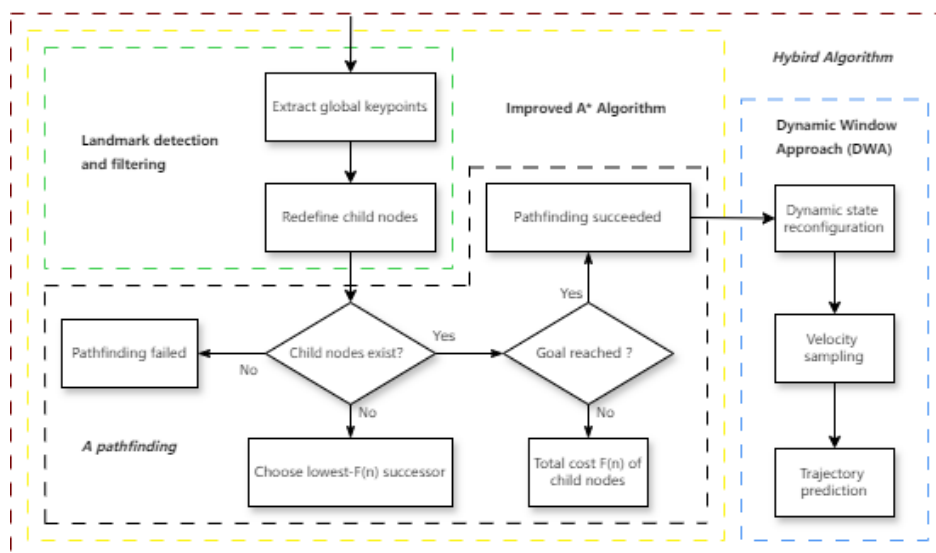 Hybird Algorithm
Extract global keypoints
Improved A* Algorithm
Landmark detection
and filtering
Dynamic Window
Approach (DWA)
Redefine child nodes
Pathfinding succeeded
Dynamic state
reconfiguration
Yes
Pathfinding failed
No
Child nodes exist?
Yes
Goal reached ?
Velocity
sampling
No
No
A pathfinding
Choose lowest-F(n) successor
Total cost F(n) of
child nodes
Trajectory
prediction